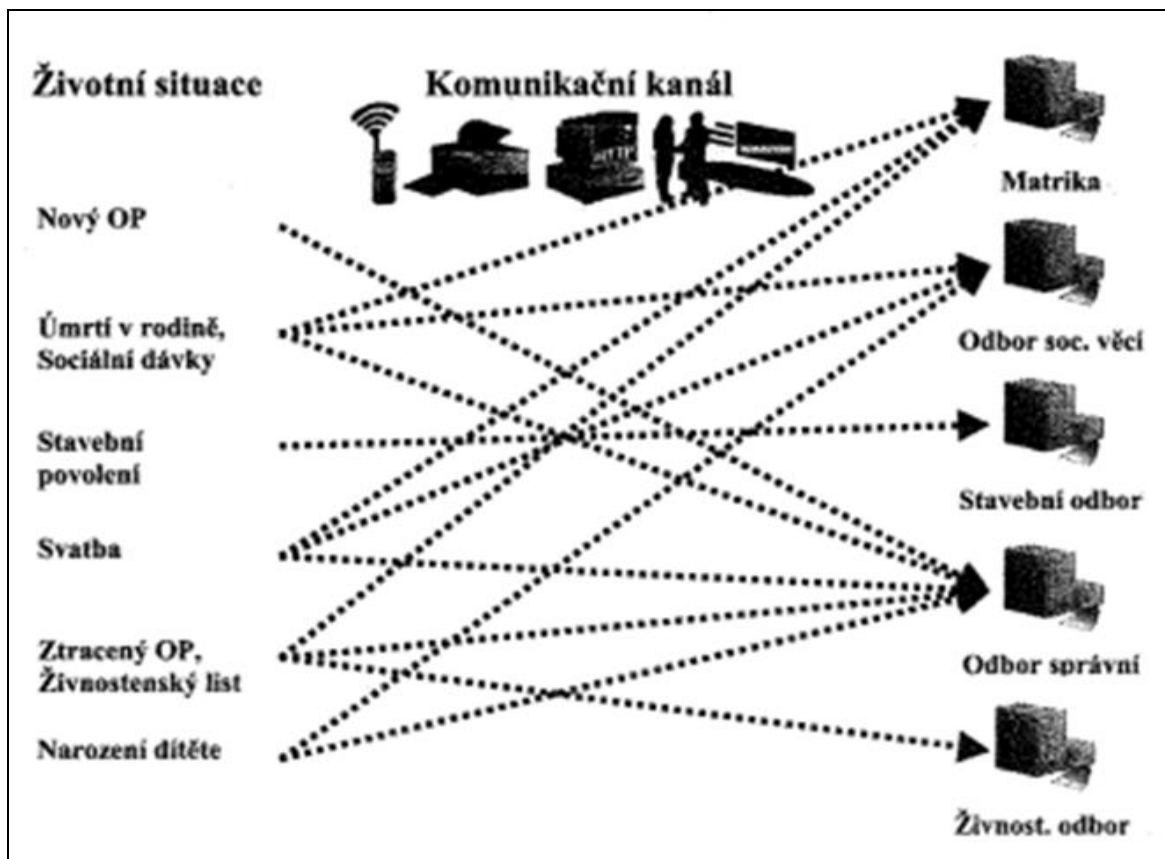 Životní situace
Komunikační kanál
Nový OP
Úmrtí v rodině,
Sociální dávky
Stavební
povolení
Svatba
Ztracený OP,
Živnostenský list
Narození dítěte
Matrika
Odbor soc. věcí
Stavební odbor
Odbor správní
Živnost. odbor